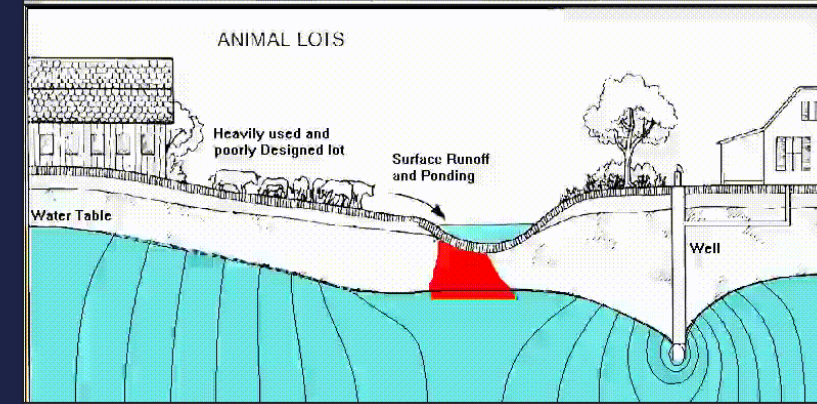 ANIMAL LOTS
Heavily used and
poorly Designed lot
Surface Runoff
and Ponding
Water Table
Well